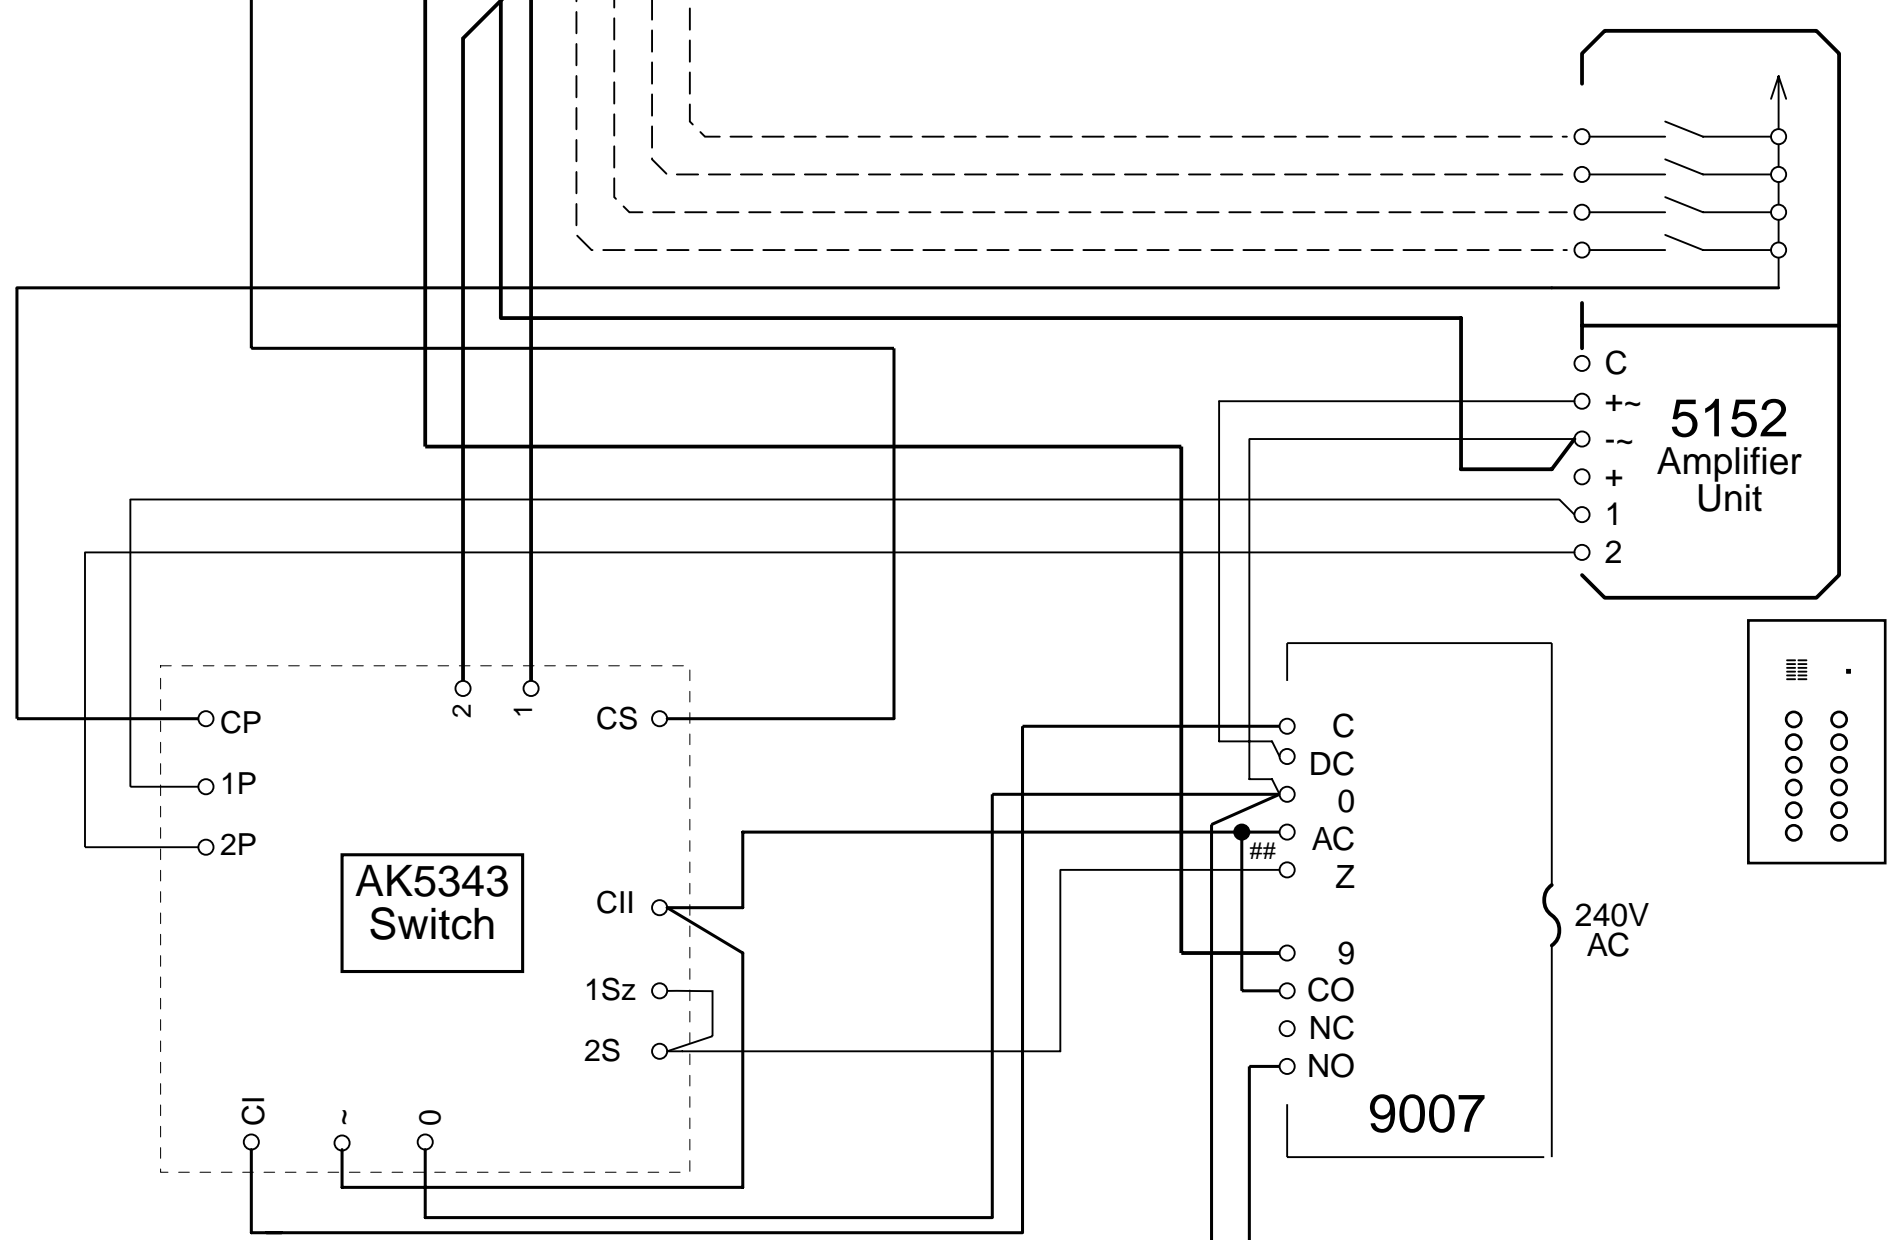 C
+~
-~
+
1
2
5152
Amplifier
Unit
2
1
CS
CP
1P
2P
AK5343
Switch
CII
1Sz
2S
CI
~
0
C
DC
0
AC
##
Z
9
CO
NC
NO
9007
240V
AC